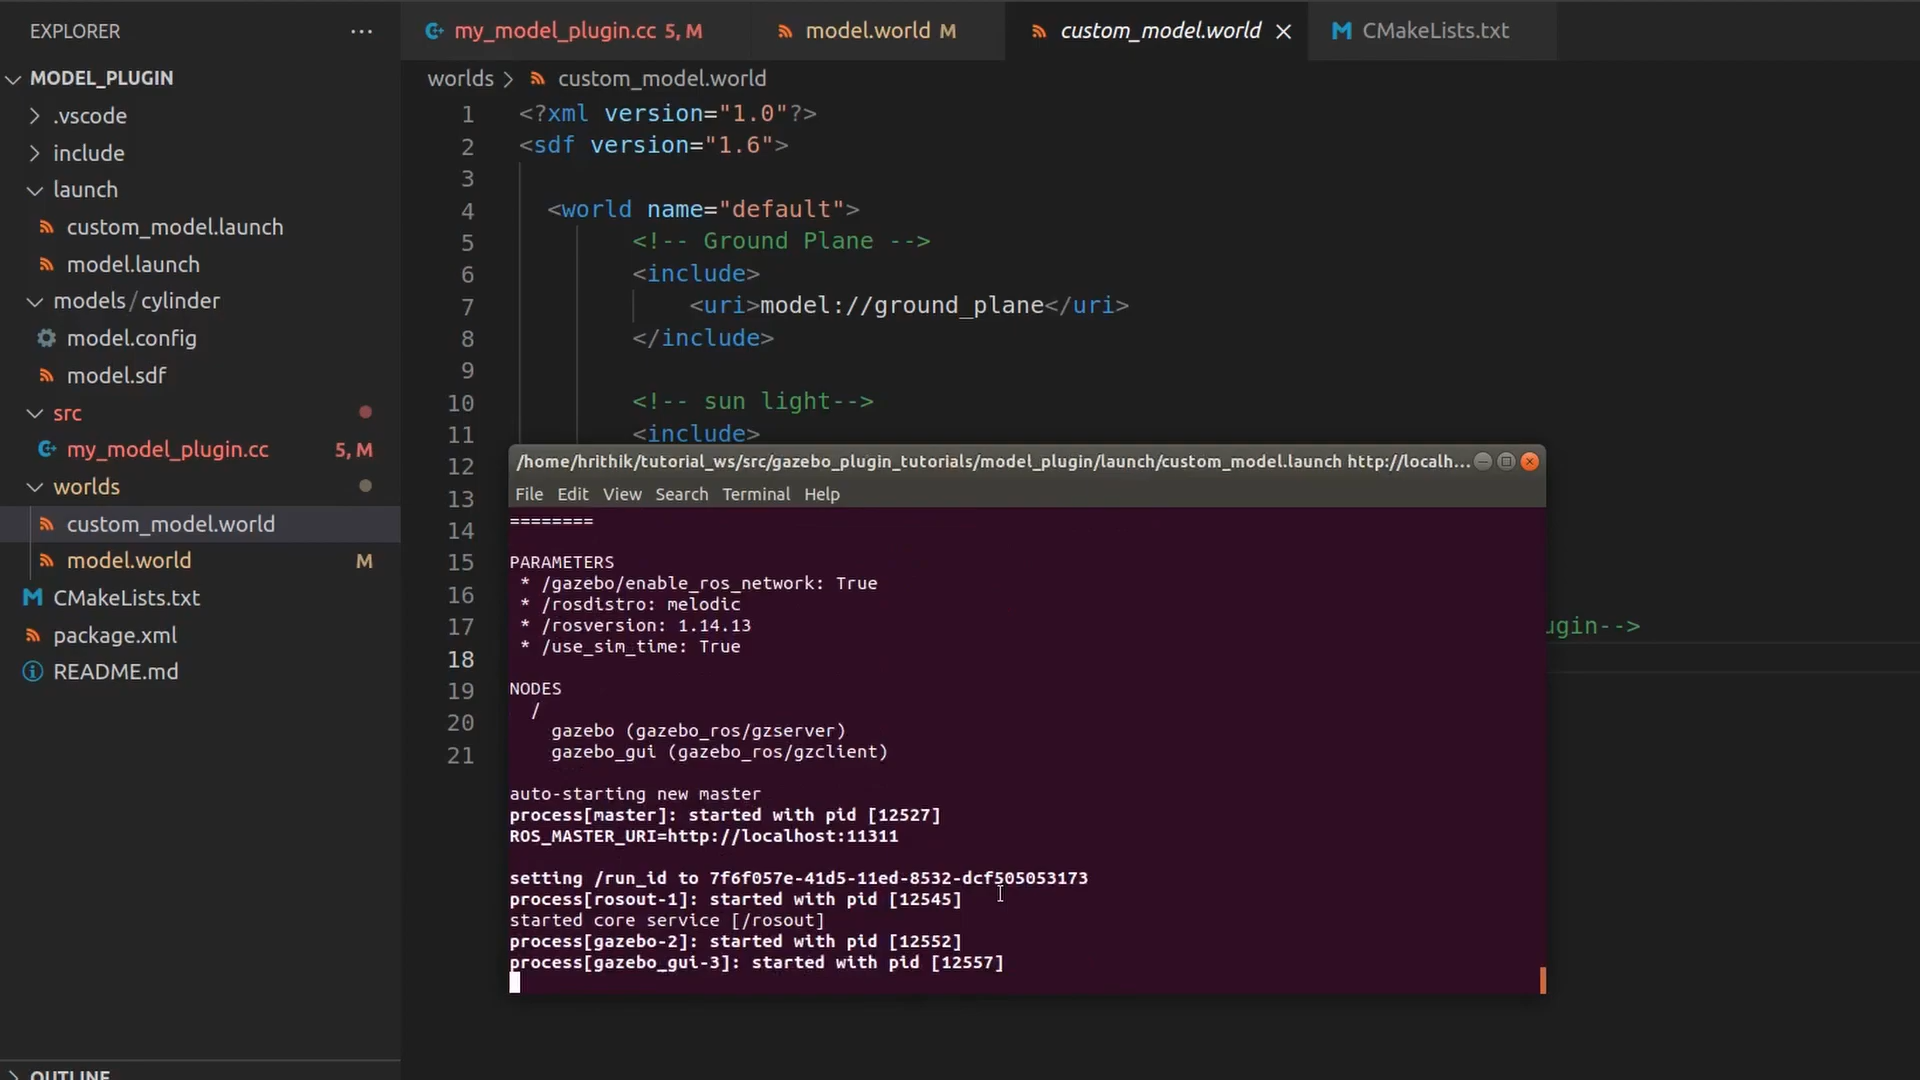 EXPLORER
MODEL_PLUGIN
.vscode
include
launch
custom_model.launch
model.launch
models/cylinder
model.config
model.sdf
src
my_model_plugin.cc 5, M
worlds
custom_model.world
model.world M
CMakeLists.txt
package.xml
README.md
OUTLINE
my_model_plugin.cc 5, M
model.world M
custom_model.world
CMakeLists.txt
worlds > custom_model.world
1 <?xml version="1.0"?>
2 <sdf version="1.6">
3
4 <world name="default">
5 <!-- Ground Plane -->
6 <include>
7 <uri>model://ground_plane</uri>
8 </include>
9
10 <!-- sun light-->
11 <include>
12
13
14
15
16
17 ugin-->
18
19
20
21
/home/hrithik/tutorial_ws/src/gazebo_plugin_tutorials/model_plugin/launch/custom_model.launch http://localh...
File Edit View Search Terminal Help
========
PARAMETERS
* /gazebo/enable_ros_network: True
* /rosdistro: melodic
* /rosversion: 1.14.13
* /use_sim_time: True
NODES
/
gazebo (gazebo_ros/gzserver)
gazebo_gui (gazebo_ros/gzclient)
auto-starting new master
process[master]: started with pid [12527]
ROS_MASTER_URI=http://localhost:11311
setting /run_id to 7f6f057e-41d5-11ed-8532-dcf505053173
process[rosout-1]: started with pid [12545]
started core service [/rosout]
process[gazebo-2]: started with pid [12552]
process[gazebo_gui-3]: started with pid [12557]